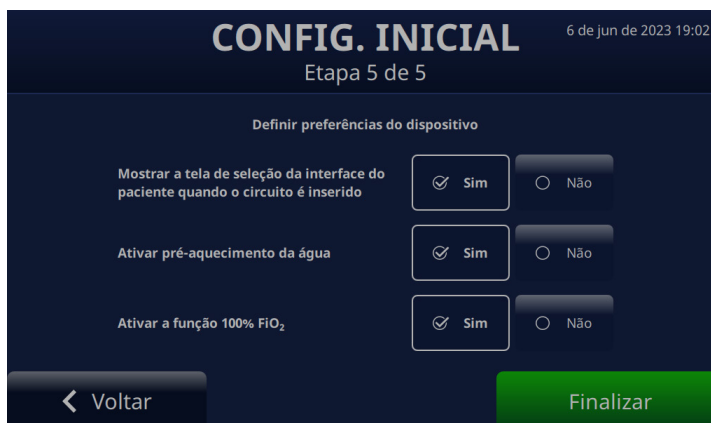 CONFIG. INICIAL
6 de jun de 2023 19:02
Etapa 5 de 5
Definir preferências do dispositivo
Mostrar a tela de seleção da interface do
paciente quando o circuito é inserido
Sim
Não
Ativar pré-aquecimento da água
Sim
Não
Ativar a função 100% FiO₂
Sim
Não
Voltar
Finalizar